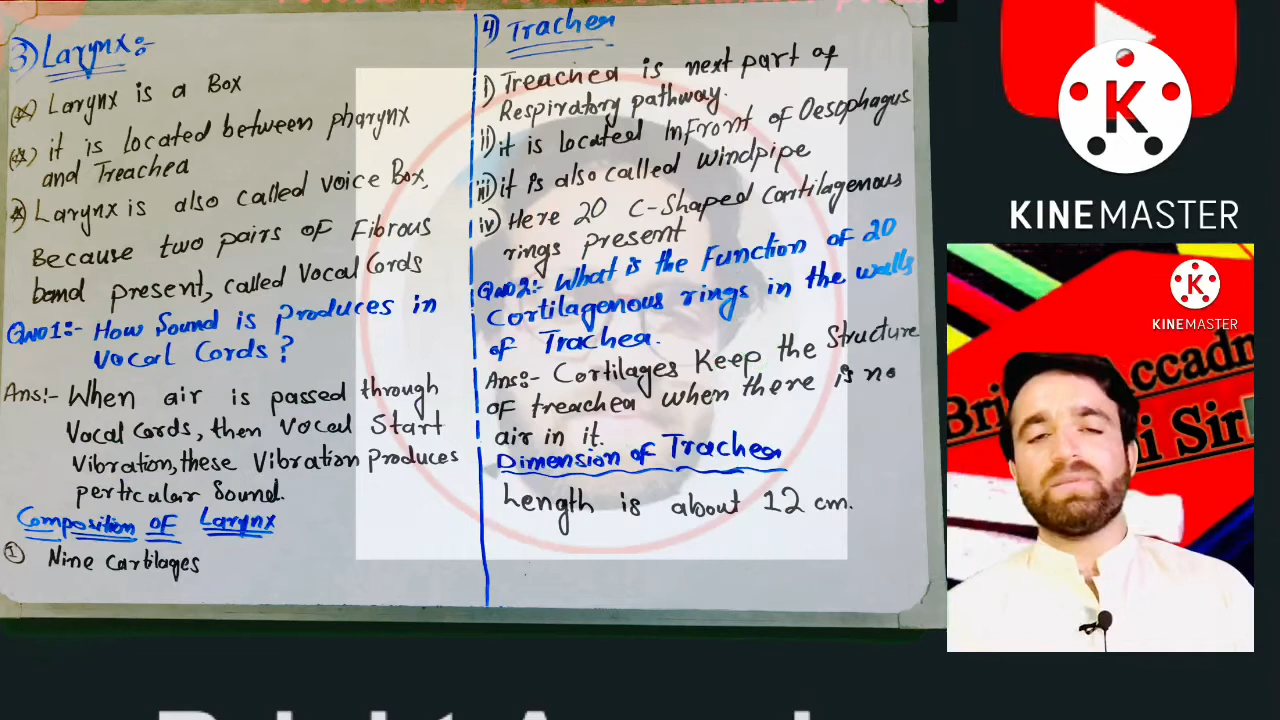 3) Larynx:-
(*) Larynx is a Box
(*) it is located between pharynx
and Treachea
*) Larynx is also called voice Box,
Because two pairs of Fibrous
band present, called Vocal Cords
Qno1:- How Sound is produces in
Vocal Cords?
Ans:- When air is passed through
Vocal Cords, then Vocal Start
Vibration, these Vibration produces
perticular Sound.
Composition of Larynx
① Nine Cartilages
4) Trachea
i) Treachea is next part of
Respiratory pathway.
ii) it is located Infront of Oesophagus
iii) it is also called windpipe
iv) Here 20 C-Shaped Cartilagenous
rings present
Qno2:- What is the Function of 20
Cortilagenous rings in the walls
of Trachea.
Ans:- Cortilages Keep the Structure
OF treachea when there is no
air in it.
Dimension of Trachea
Length is about 12 cm.
K
KINEMASTER
K
KINEMASTER